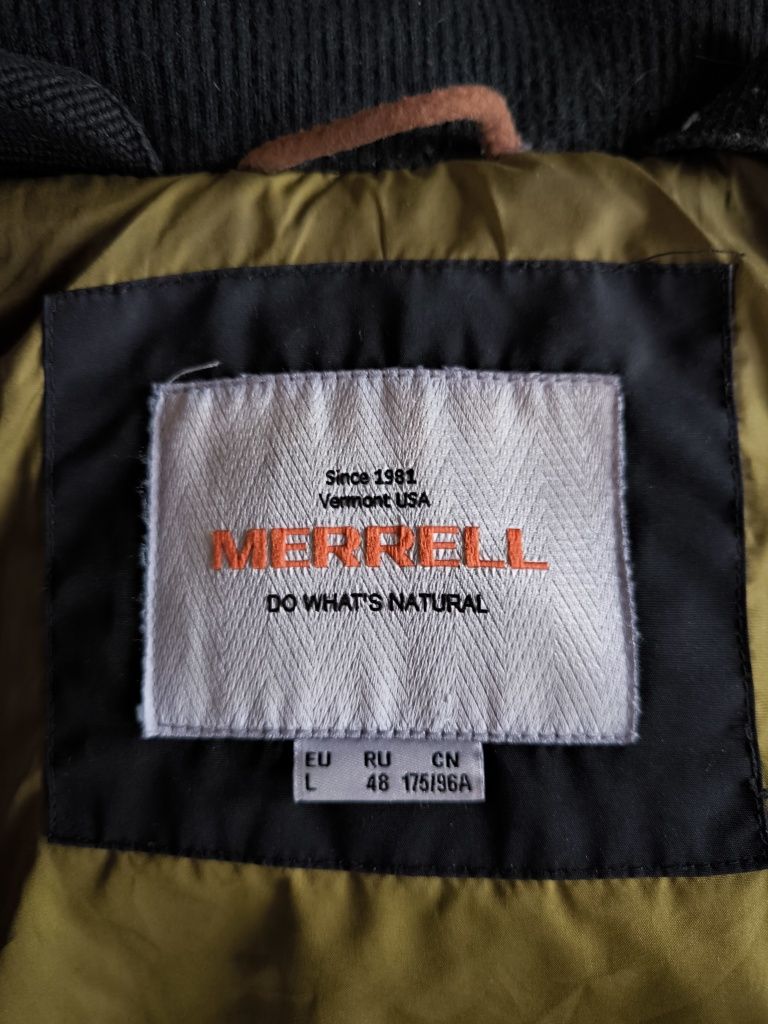 Since 1981
Vermont USA
MERRELL
DO WHAT'S NATURAL
EU RU CN
L 48 175/96A